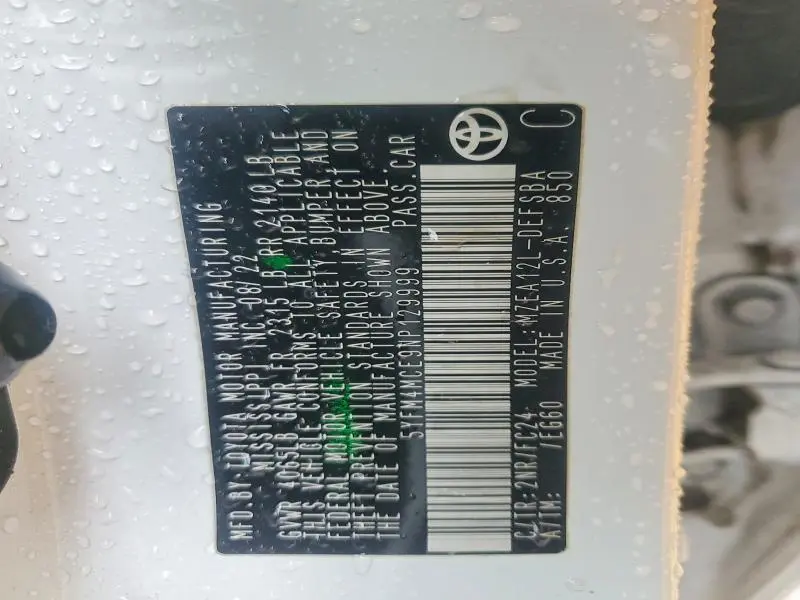 MFD.BY: TOYOTA MOTOR MANUFACTURING
MISSISSIPPI INC. 08/22
GVWR 4065LB GAWR FR 2315 LB RR 2140 LB
THIS VEHICLE CONFORMS TO ALL APPLICABLE
FEDERAL MOTOR VEHICLE SAFETY, BUMPER, AND
THEFT PREVENTION STANDARDS IN EFFECT ON
THE DATE OF MANUFACTURE SHOWN ABOVE.
5YFM4MCE9NP129999 PASS.CAR
C/TR:2NR/FC24 MODEL:MZEA12L-DEFSBA
A/TM: /EG60 MADE IN U.S.A. 850
C